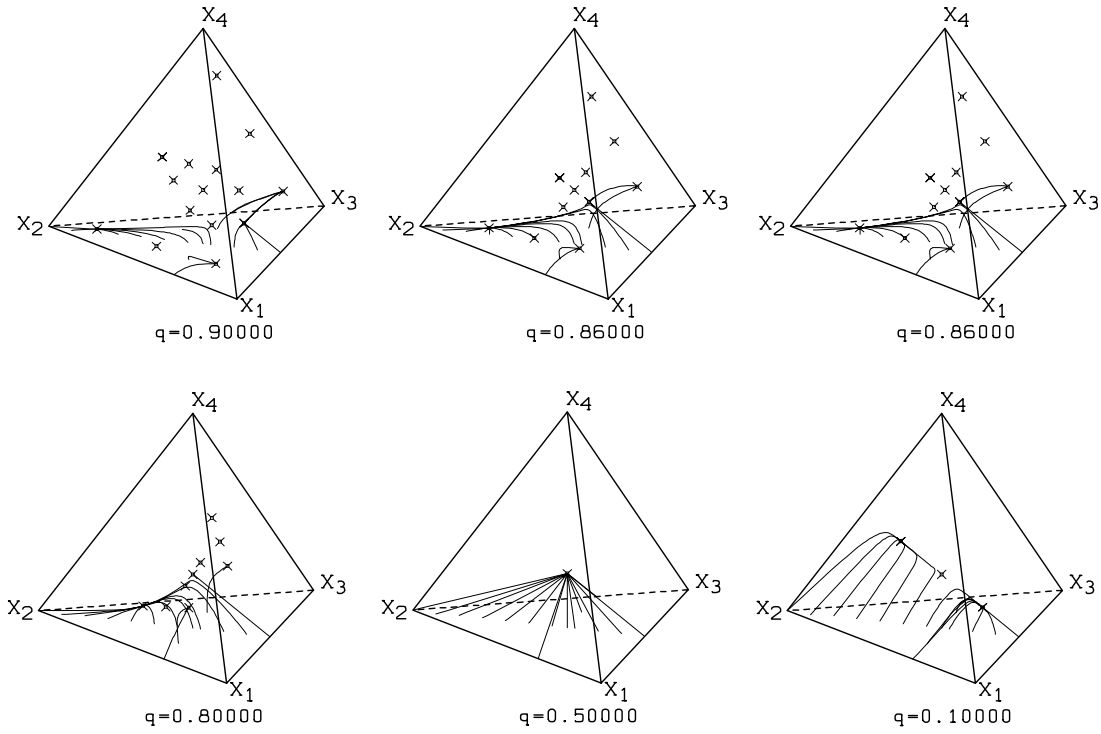 X4 X4 X4
X2 X3 X2 X3 X2 X3
X1 X1 X1
q=0.90000 q=0.86000 q=0.86000
X4 X4 X4
X2 X3 X2 X3 X2 X3
X1 X1 X1
q=0.80000 q=0.50000 q=0.10000